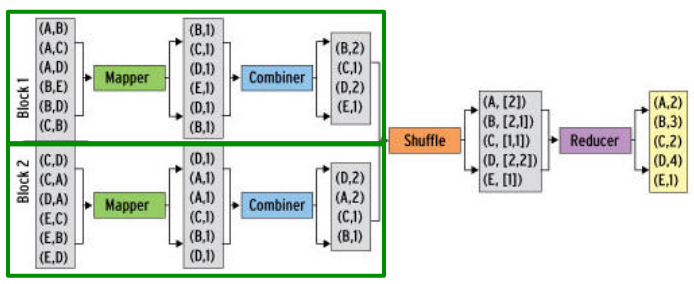 Block 1
(A,B)
(A,C)
(A,D)
(B,E)
(B,D)
(C,B)
Mapper
(B,1)
(C,1)
(D,1)
(E,1)
(D,1)
(B,1)
Combiner
(B,2)
(C,1)
(D,2)
(E,1)
Block 2
(C,D)
(C,A)
(D,A)
(E,C)
(E,B)
(E,D)
Mapper
(D,1)
(A,1)
(A,1)
(C,1)
(B,1)
(D,1)
Combiner
(D,2)
(A,2)
(C,1)
(B,1)
Shuffle
(A, [2])
(B, [2,1])
(C, [1,1])
(D, [2,2])
(E, [1])
Reducer
(A,2)
(B,3)
(C,2)
(D,4)
(E,1)